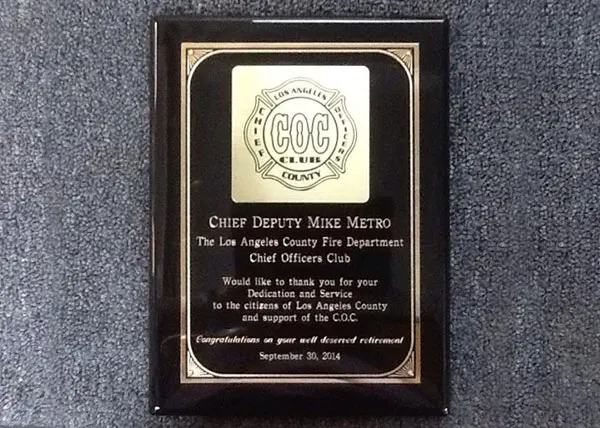 LOS ANGELES
CHIEF
OFFICERS
COC
CLUB
COUNTY
CHIEF DEPUTY MIKE METRO
The Los Angeles County Fire Department
Chief Officers Club
Would like to thank you for your
Dedication and Service
to the citizens of Los Angeles County
and support of the C.O.C.
Congratulations on your well deserved retirement
September 30, 2014